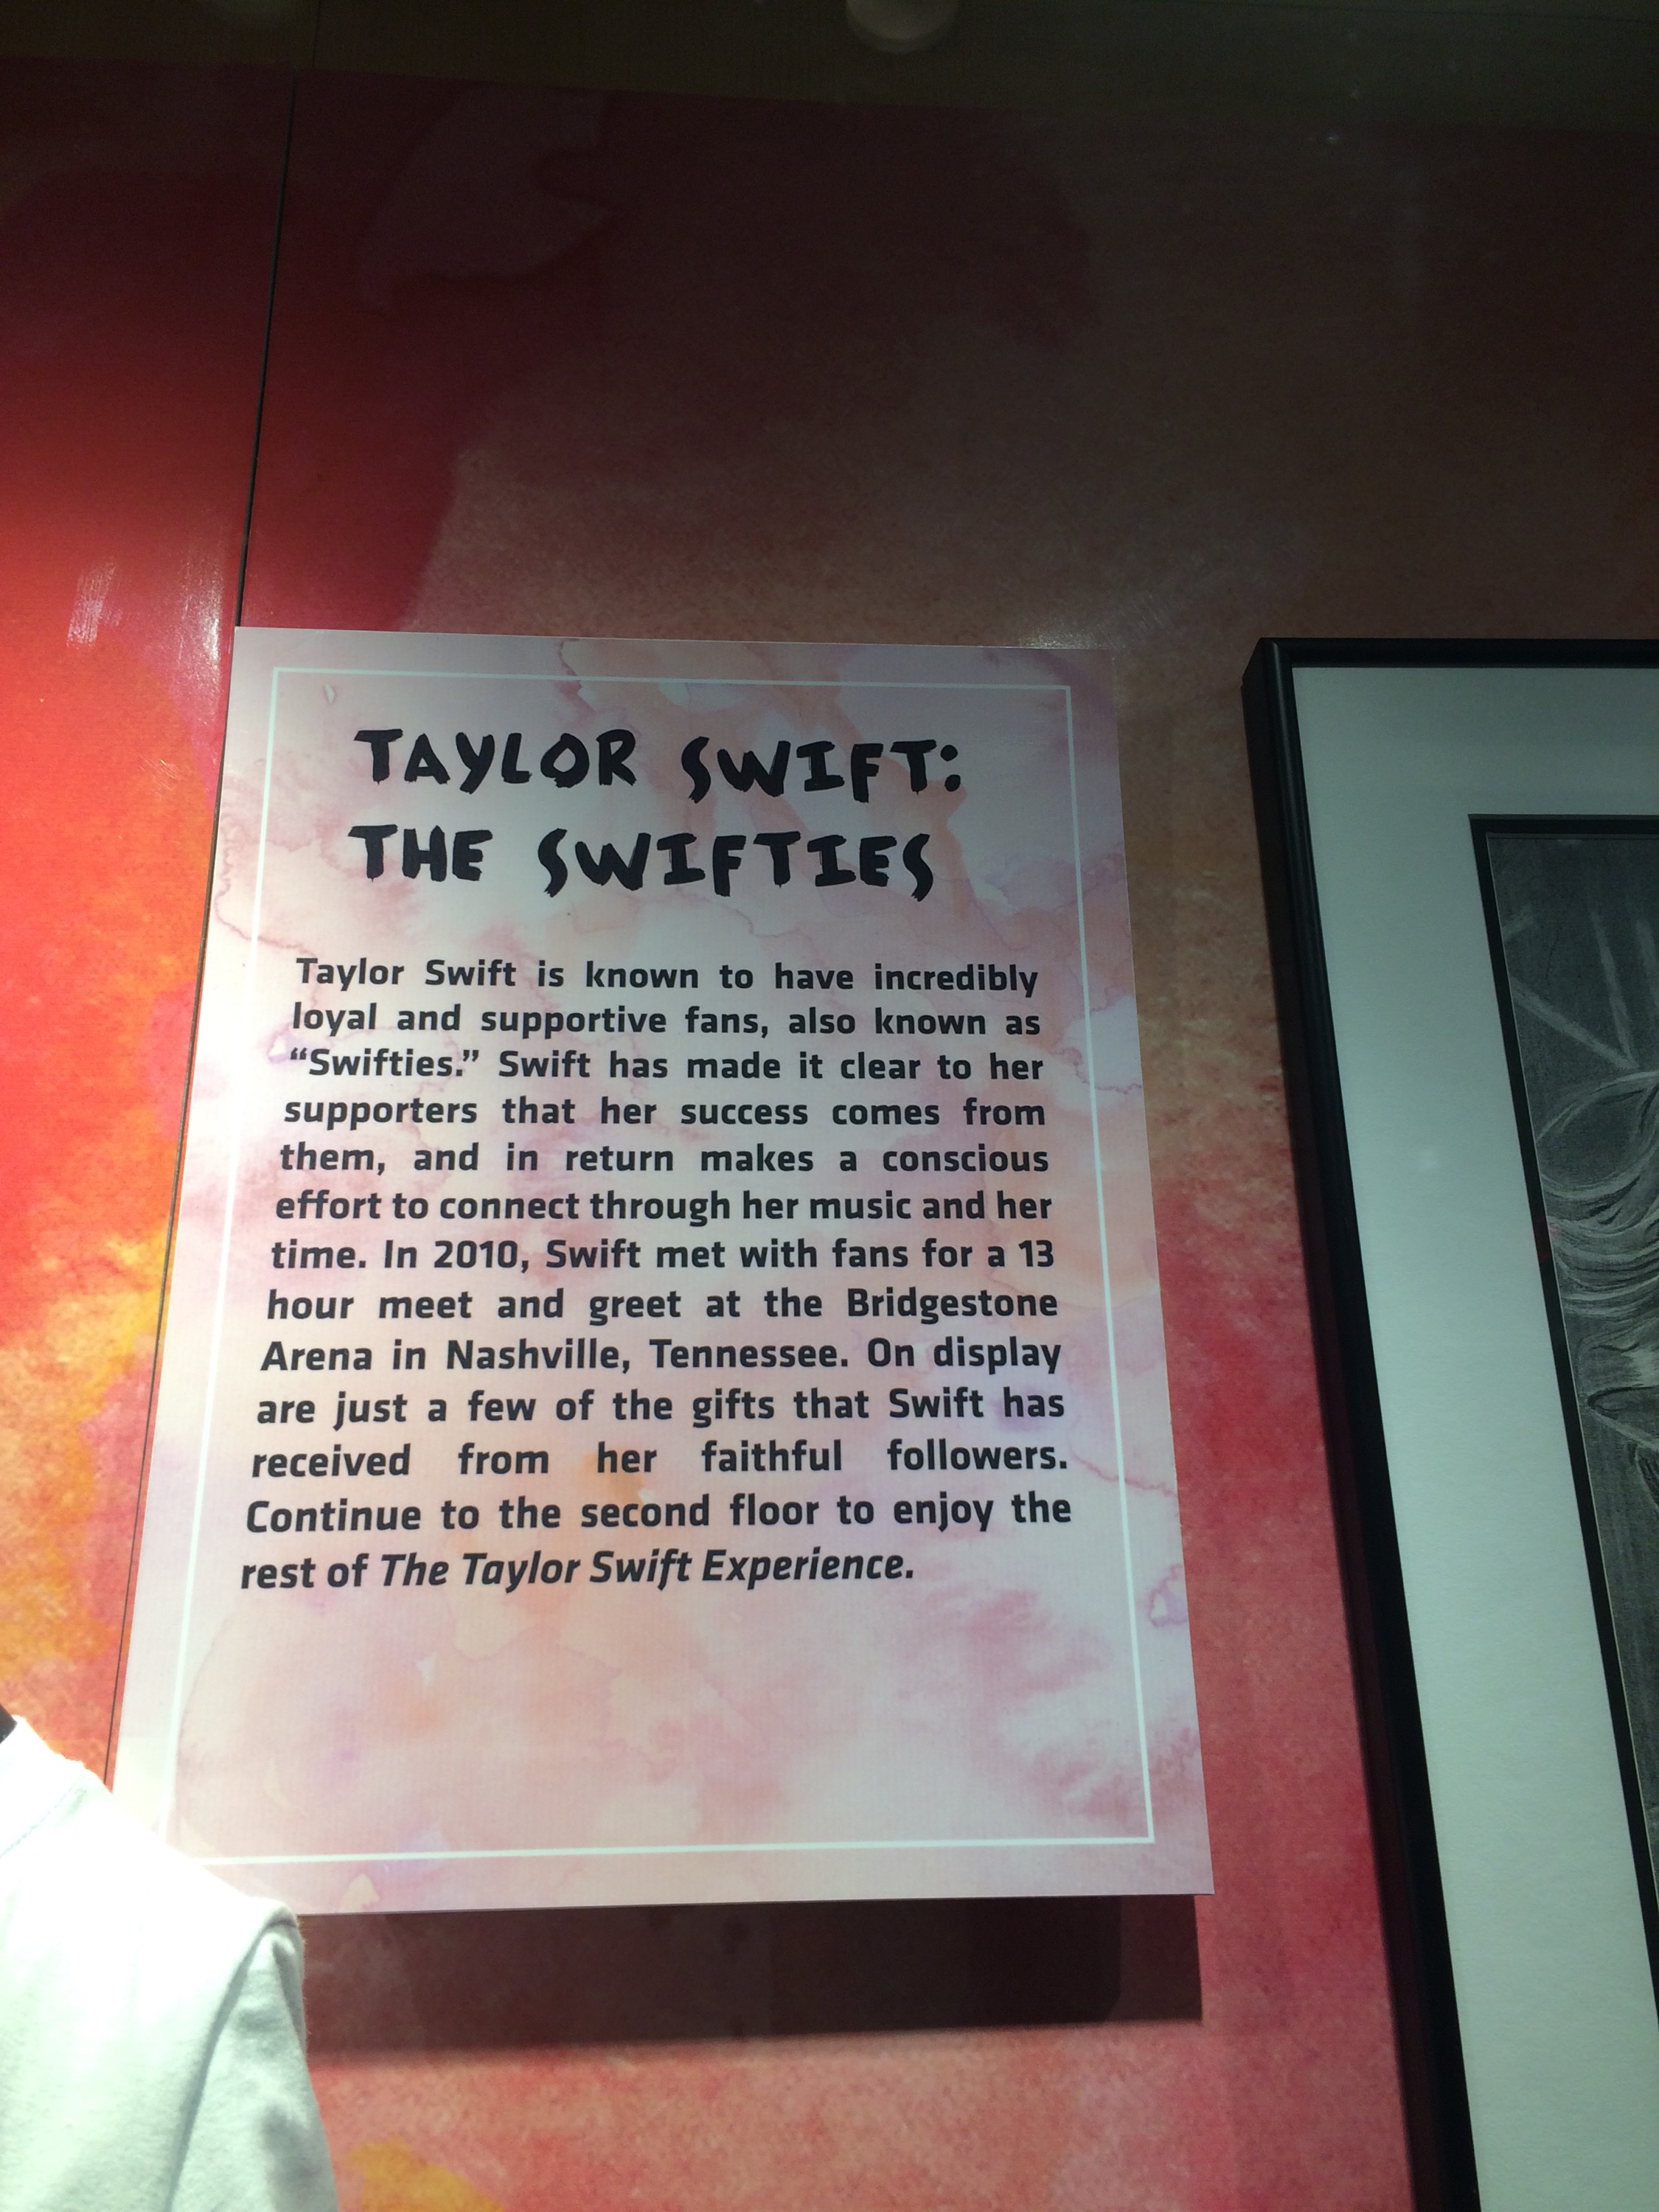 TAYLOR SWIFT:
THE SWIFTIES
Taylor Swift is known to have incredibly
loyal and supportive fans, also known as
“Swifties.” Swift has made it clear to her
supporters that her success comes from
them, and in return makes a conscious
effort to connect through her music and her
time. In 2010, Swift met with fans for a 13
hour meet and greet at the Bridgestone
Arena in Nashville, Tennessee. On display
are just a few of the gifts that Swift has
received from her faithful followers.
Continue to the second floor to enjoy the
rest of The Taylor Swift Experience.